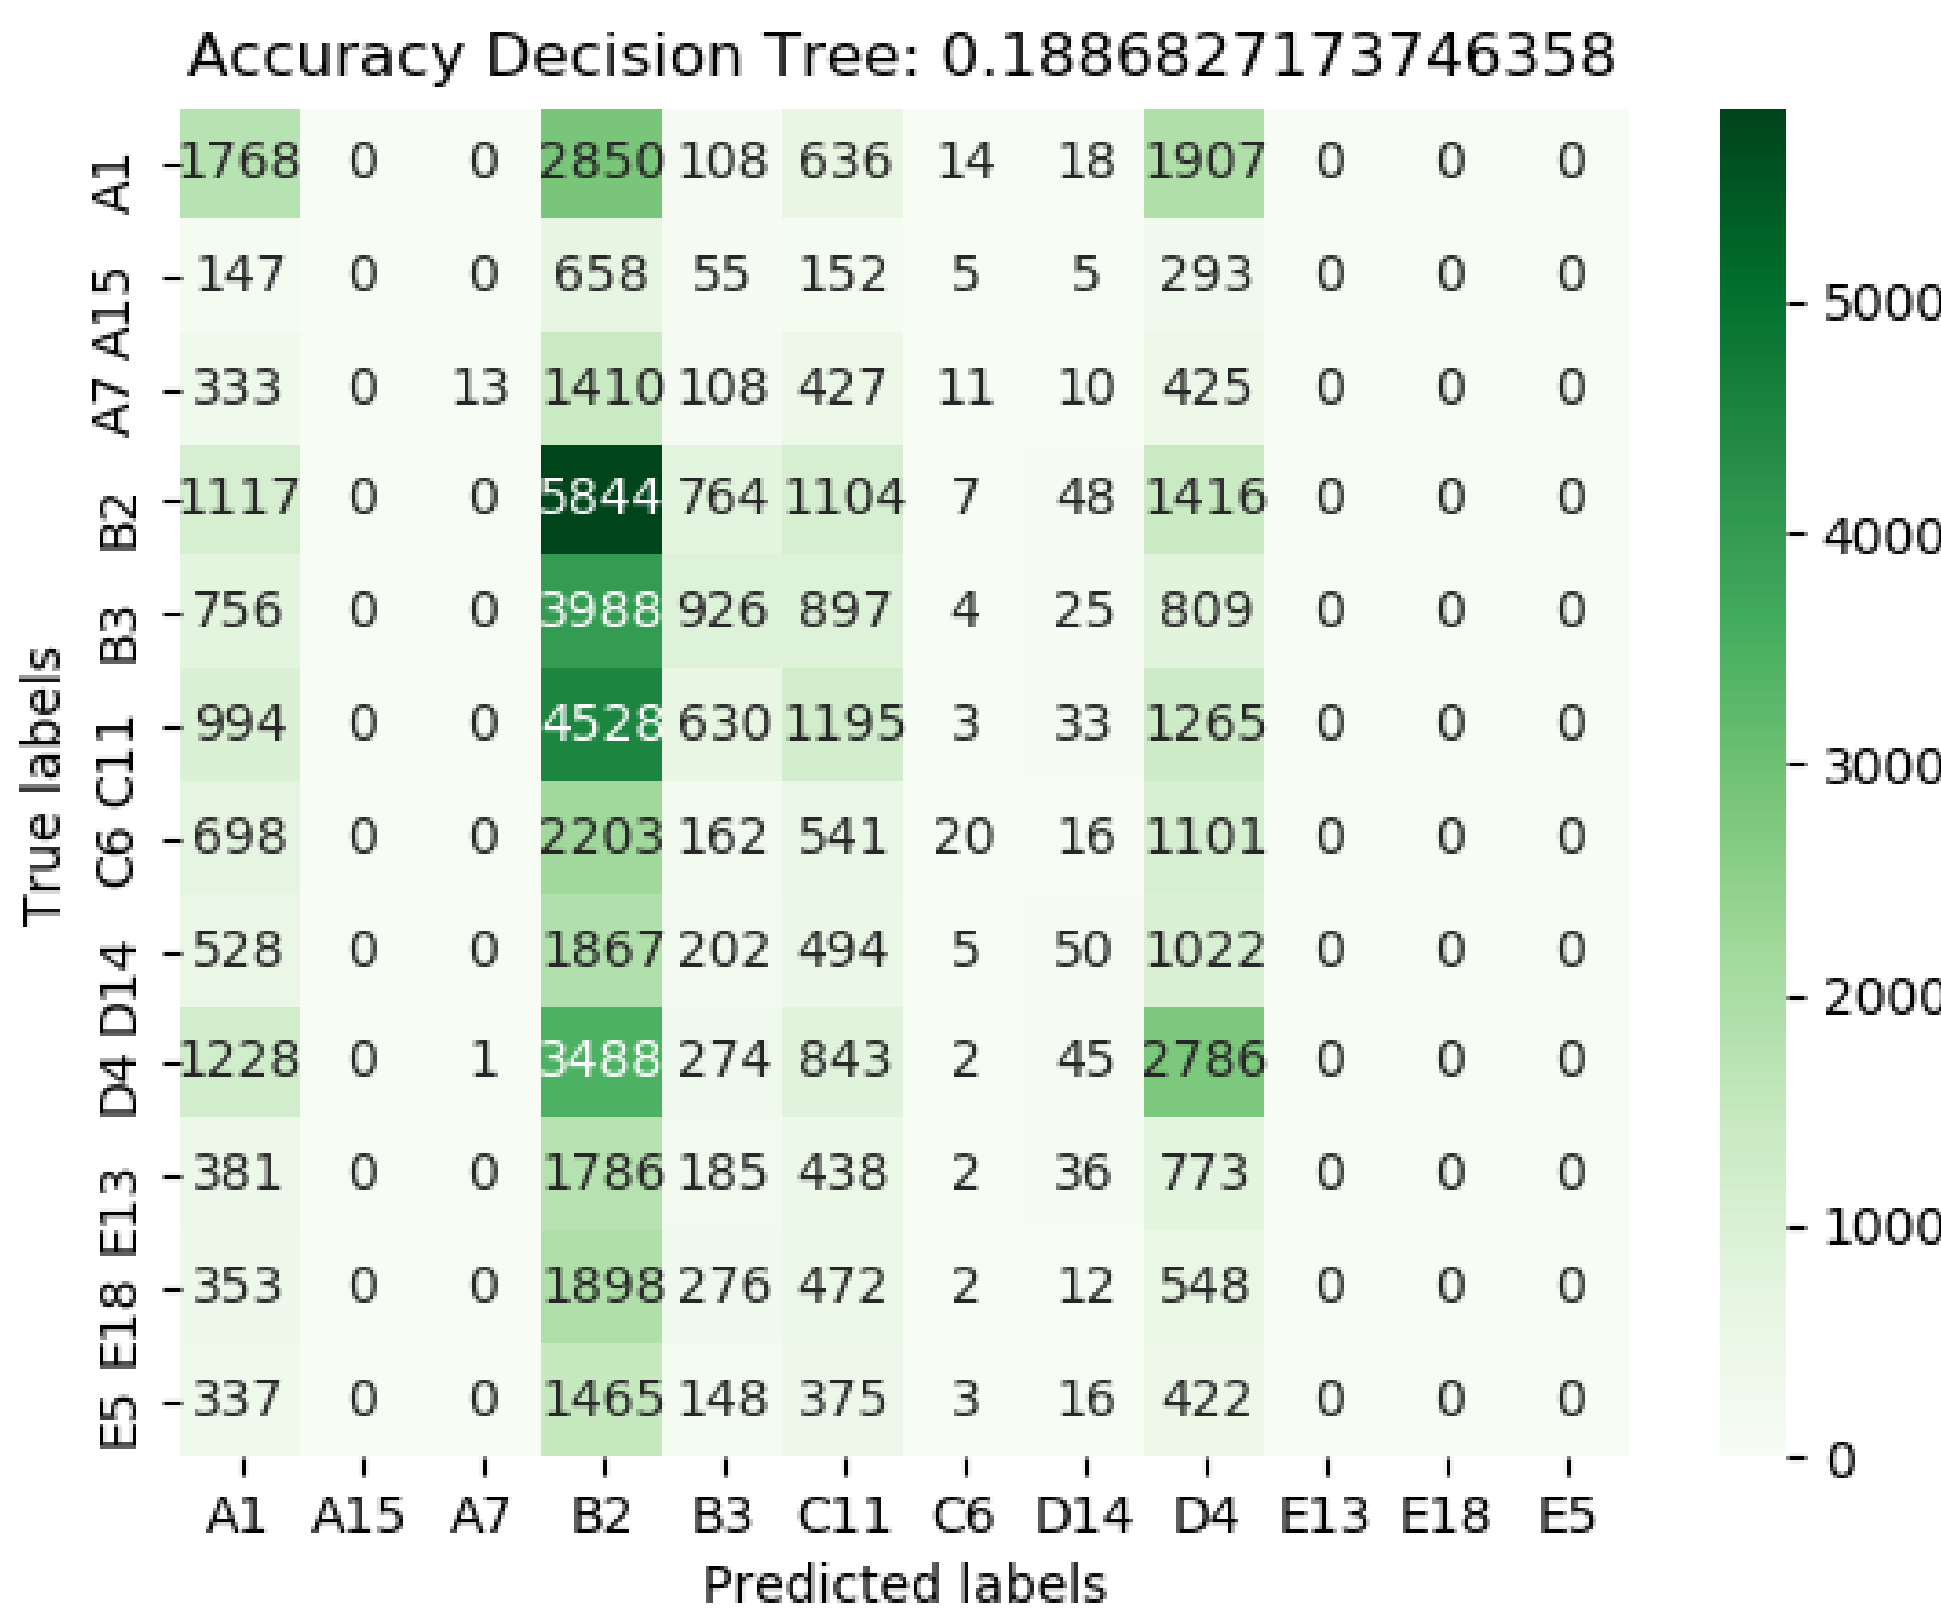 Accuracy Decision Tree: 0.1886827173746358
A1 1768 0 0 2850 108 636 14 18 1907 0 0 0
A15 147 0 0 658 55 152 5 5 293 0 0 0
A7 333 0 13 1410 108 427 11 10 425 0 0 0
B2 1117 0 0 5844 764 1104 7 48 1416 0 0 0
B3 756 0 0 3988 926 897 4 25 809 0 0 0
C11 994 0 0 4528 630 1195 3 33 1265 0 0 0
C6 698 0 0 2203 162 541 20 16 1101 0 0 0
D14 528 0 0 1867 202 494 5 50 1022 0 0 0
D4 1228 0 1 3488 274 843 2 45 2786 0 0 0
E13 381 0 0 1786 185 438 2 36 773 0 0 0
E18 353 0 0 1898 276 472 2 12 548 0 0 0
E5 337 0 0 1465 148 375 3 16 422 0 0 0
A1 A15 A7 B2 B3 C11 C6 D14 D4 E13 E18 E5
Predicted labels
True labels
5000
4000
3000
2000
1000
0